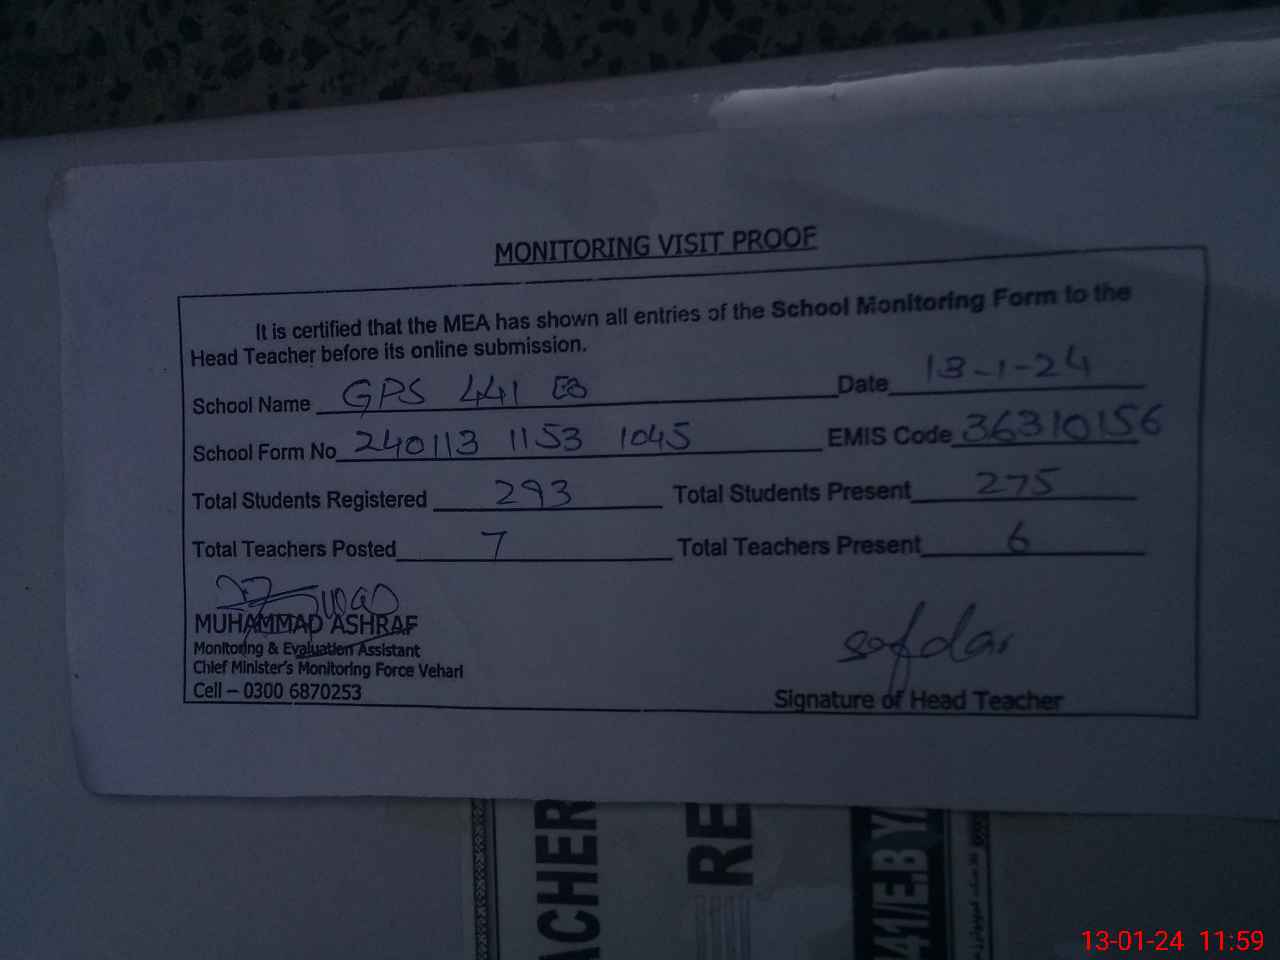 MONITORING VISIT PROOF
It is certified that the MEA has shown all entries of the School Monitoring Form to the
Head Teacher before its online submission.
School Name GPS 441 EB Date 13-1-24
School Form No 240113 1153 1045 EMIS Code 36310156
Total Students Registered 293 Total Students Present 275
Total Teachers Posted 7 Total Teachers Present 6
MUHAMMAD ASHRAF
Monitoring & Evaluation Assistant
Chief Minister's Monitoring Force Vehari
Cell – 0300 6870253
safdar
Signature of Head Teacher
ACHER
RE
41/E.B Y
13-01-24 11:59